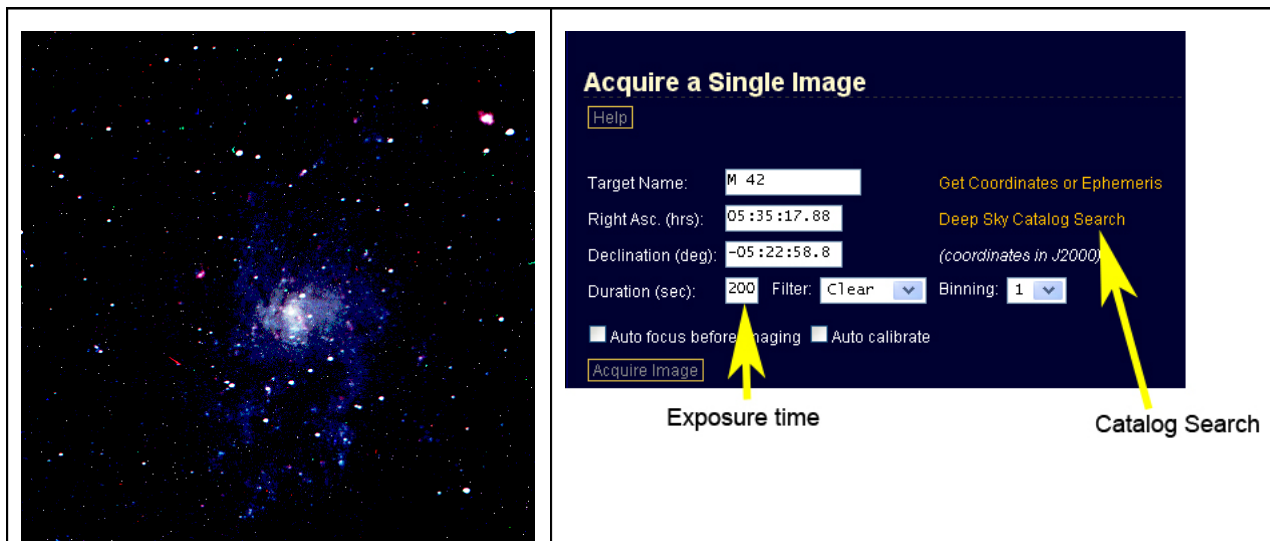 Acquire a Single Image
Help
Target Name: M 42 Get Coordinates or Ephemeris
Right Asc. (hrs): 05:35:17.88 Deep Sky Catalog Search
Declination (deg): -05:22:58.8 (coordinates in J2000)
Duration (sec): 200 Filter: Clear Binning: 1
Auto focus before imaging Auto calibrate
Acquire Image
Exposure time
Catalog Search